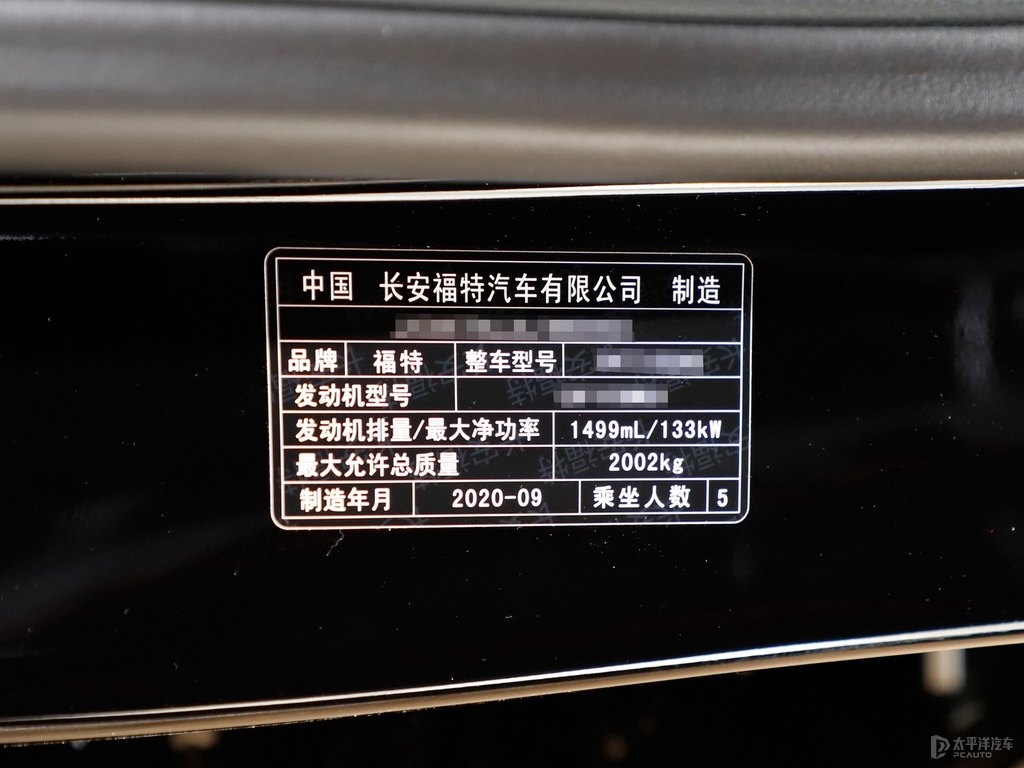 中国 长安福特汽车有限公司 制造
品牌 福特 整车型号
发动机型号
发动机排量/最大净功率 1499mL/133kW
最大允许总质量 2002kg
制造年月 2020-09 乘坐人数 5
太平洋汽车
PCAUTO